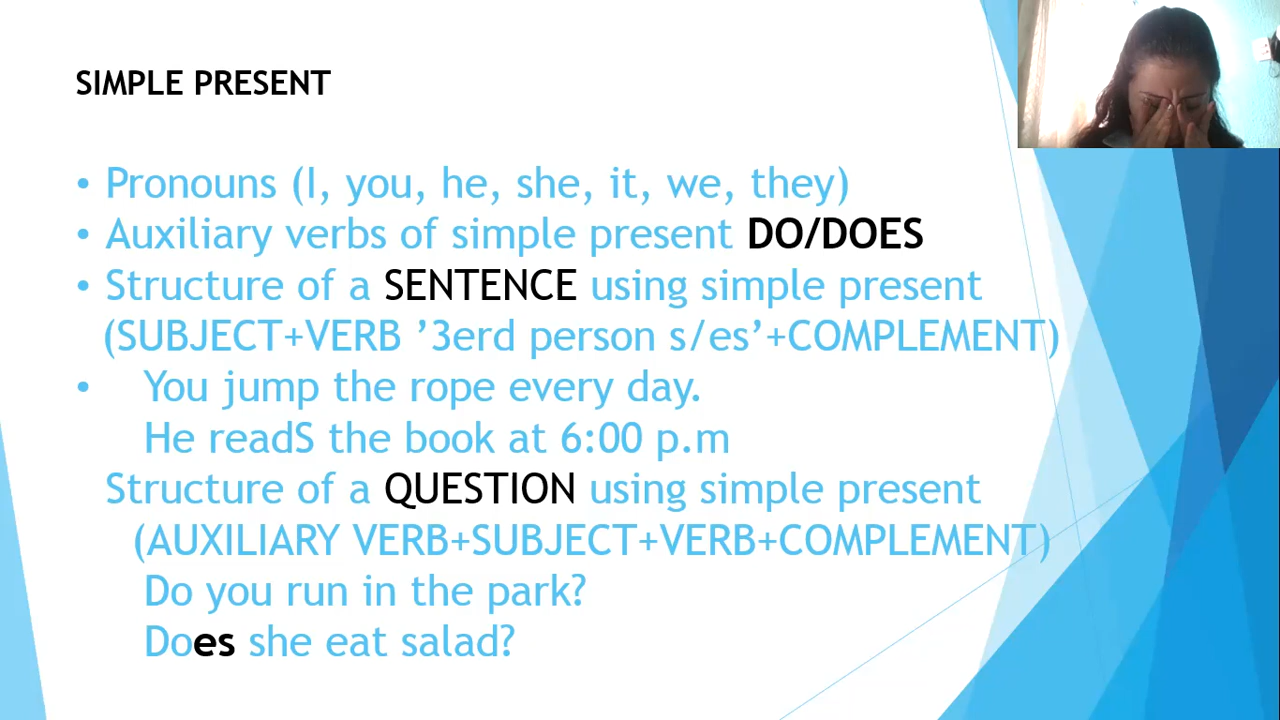 SIMPLE PRESENT
• Pronouns (I, you, he, she, it, we, they)
• Auxiliary verbs of simple present DO/DOES
• Structure of a SENTENCE using simple present
(SUBJECT+VERB ’3erd person s/es’+COMPLEMENT)
• You jump the rope every day.
He readS the book at 6:00 p.m
Structure of a QUESTION using simple present
(AUXILIARY VERB+SUBJECT+VERB+COMPLEMENT)
Do you run in the park?
Does she eat salad?